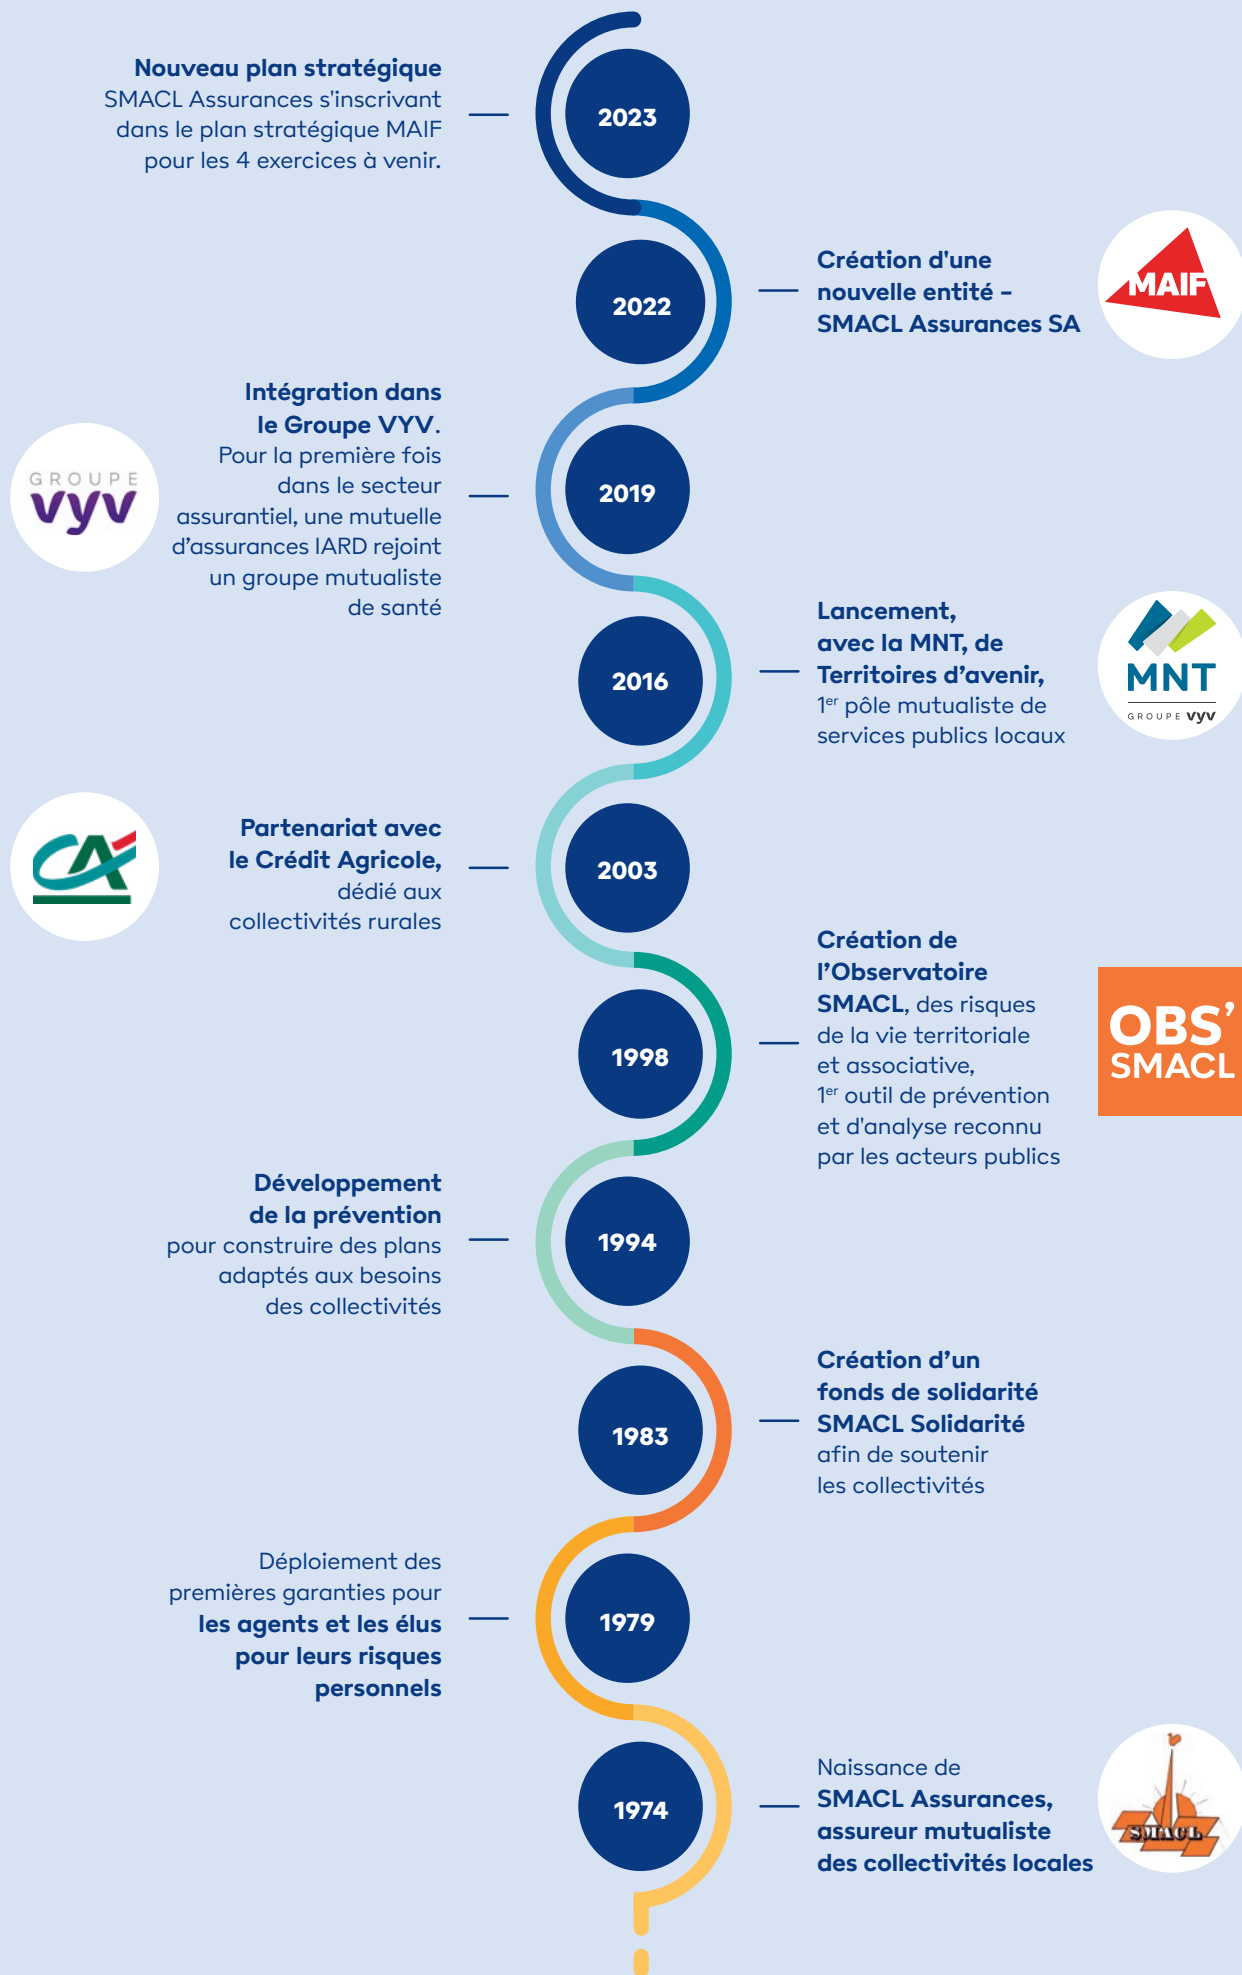 Nouveau plan stratégique
SMACL Assurances s'inscrivant
dans le plan stratégique MAIF
pour les 4 exercices à venir.
2023
2022
Création d'une
nouvelle entité –
SMACL Assurances SA
MAIF
GROUPE
vyv
Intégration dans
le Groupe VYV.
Pour la première fois
dans le secteur
assurantiel, une mutuelle
d’assurances IARD rejoint
un groupe mutualiste
de santé
2019
2016
Lancement,
avec la MNT, de
Territoires d’avenir,
1er pôle mutualiste de
services publics locaux
MNT
GROUPE vyv
CA
Partenariat avec
le Crédit Agricole,
dédié aux
collectivités rurales
2003
1998
Création de
l’Observatoire
SMACL, des risques
de la vie territoriale
et associative,
1er outil de prévention
et d'analyse reconnu
par les acteurs publics
OBS’
SMACL
Développement
de la prévention
pour construire des plans
adaptés aux besoins
des collectivités
1994
1983
Création d’un
fonds de solidarité
SMACL Solidarité
afin de soutenir
les collectivités
Déploiement des
premières garanties pour
les agents et les élus
pour leurs risques
personnels
1979
1974
Naissance de
SMACL Assurances,
assureur mutualiste
des collectivités locales
SMACL